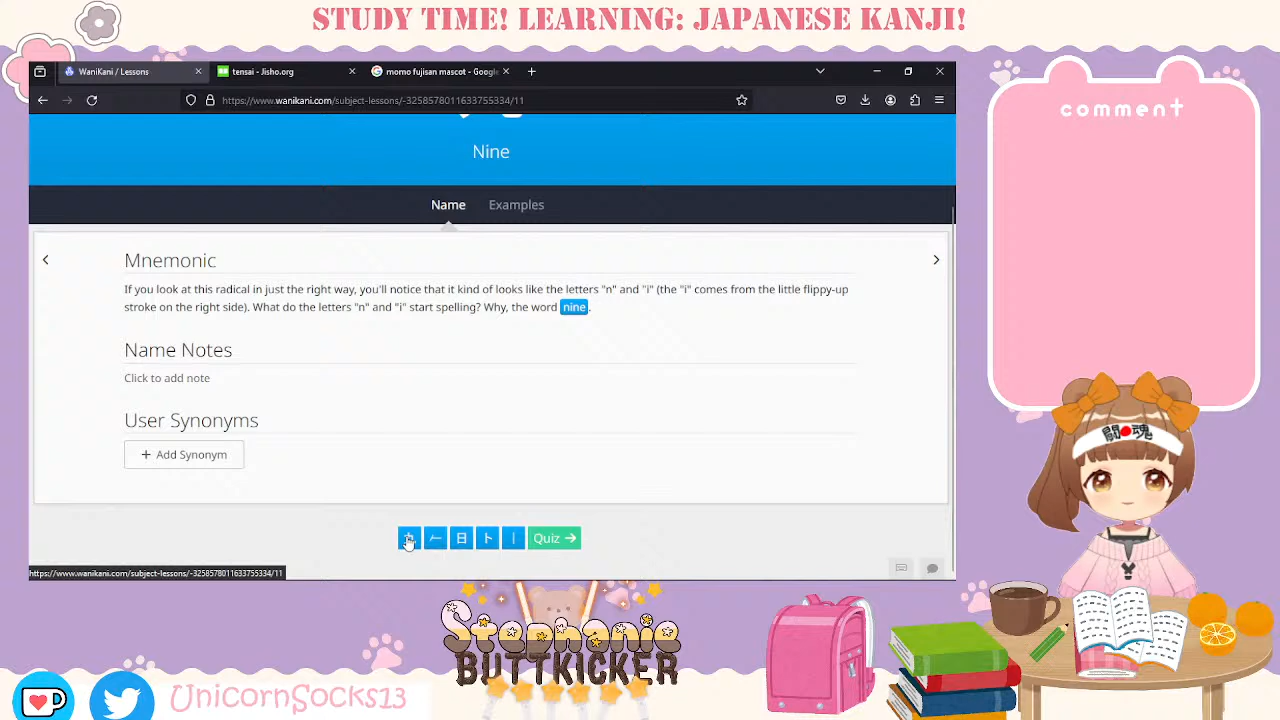 STUDY TIME! LEARNING: JAPANESE KANJI!
WaniKani / Lessons
tensai - Jisho.org
momo fujisan mascot - Google
https://www.wanikani.com/subject-lessons/-3258578011633755334/11
comment
Nine
Name Examples
Mnemonic
If you look at this radical in just the right way, you'll notice that it kind of looks like the letters "n" and "i" (the "i" comes from the little flippy-up
stroke on the right side). What do the letters "n" and "i" start spelling? Why, the word nine.
Name Notes
Click to add note
User Synonyms
+ Add Synonym
𠂉 日 ト 丨 Quiz →
https://www.wanikani.com/subject-lessons/-3258578011633755334/11
闘魂
Stephanie
BUTTKICKER
UnicornSocks13